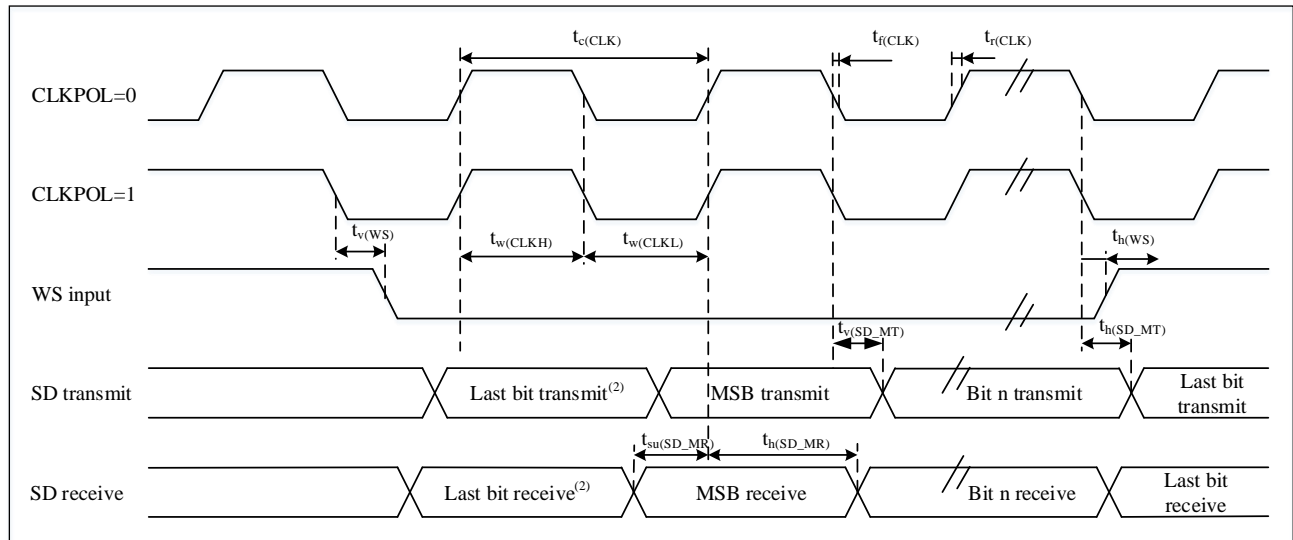 t_c(CLK) t_f(CLK) t_r(CLK)
CLKPOL=0
CLKPOL=1
t_v(WS) t_w(CLKH) t_w(CLKL) t_h(WS)
WS input
t_v(SD_MT) t_h(SD_MT)
SD transmit Last bit transmit(2) MSB transmit Bit n transmit Last bit
transmit
t_su(SD_MR) t_h(SD_MR)
SD receive Last bit receive(2) MSB receive Bit n receive Last bit
receive